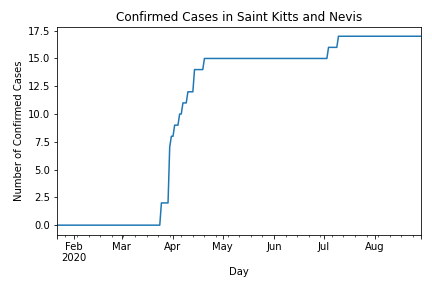 Confirmed Cases in Saint Kitts and Nevis
Number of Confirmed Cases
17.5
15.0
12.5
10.0
7.5
5.0
2.5
0.0
Feb Mar Apr May Jun Jul Aug
2020
Day